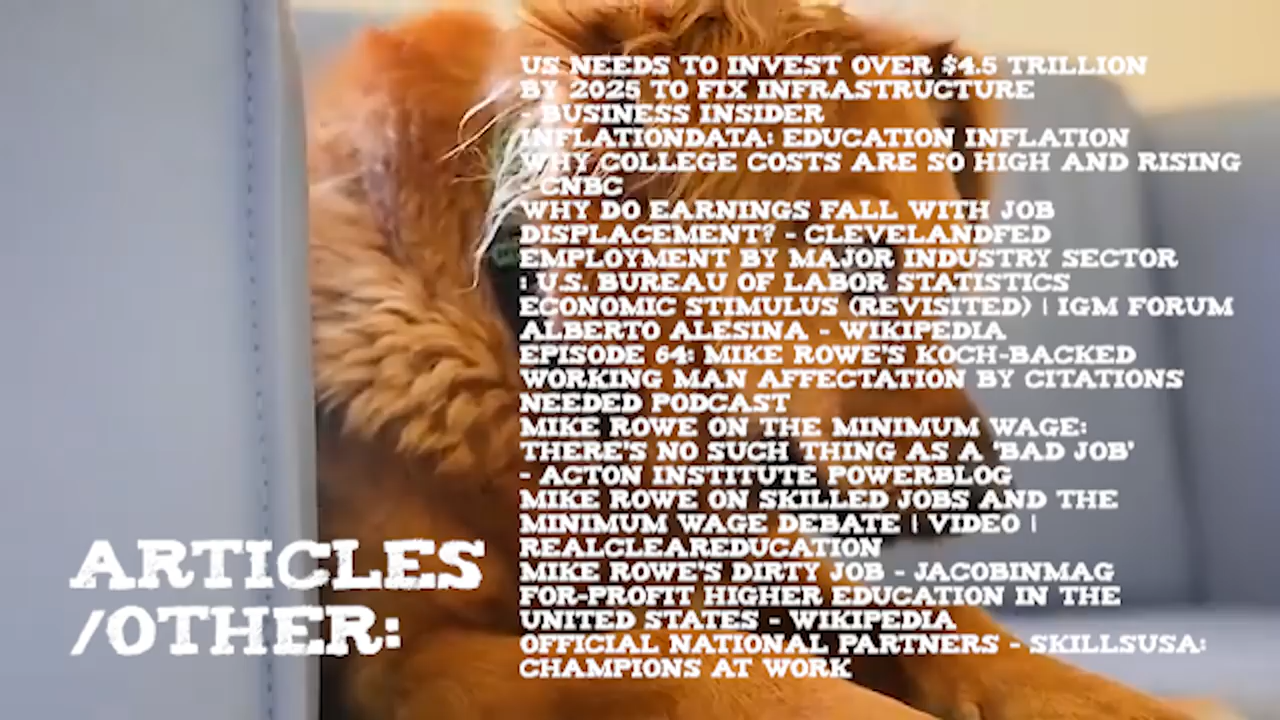 US NEEDS TO INVEST OVER $4.5 TRILLION
BY 2025 TO FIX INFRASTRUCTURE
- BUSINESS INSIDER
INFLATIONDATA: EDUCATION INFLATION
WHY COLLEGE COSTS ARE SO HIGH AND RISING
- CNBC
WHY DO EARNINGS FALL WITH JOB
DISPLACEMENT? - CLEVELANDFED
EMPLOYMENT BY MAJOR INDUSTRY SECTOR
: U.S. BUREAU OF LABOR STATISTICS
ECONOMIC STIMULUS (REVISITED) | IGM FORUM
ALBERTO ALESINA - WIKIPEDIA
EPISODE 64: MIKE ROWE'S KOCH-BACKED
WORKING MAN AFFECTATION BY CITATIONS
NEEDED PODCAST
MIKE ROWE ON THE MINIMUM WAGE:
THERE'S NO SUCH THING AS A 'BAD JOB'
- ACTON INSTITUTE POWERBLOG
MIKE ROWE ON SKILLED JOBS AND THE
MINIMUM WAGE DEBATE | VIDEO |
REALCLEAREDUCATION
MIKE ROWE'S DIRTY JOB - JACOBINMAG
FOR-PROFIT HIGHER EDUCATION IN THE
UNITED STATES - WIKIPEDIA
OFFICIAL NATIONAL PARTNERS - SKILLSUSA:
CHAMPIONS AT WORK
ARTICLES
/OTHER: